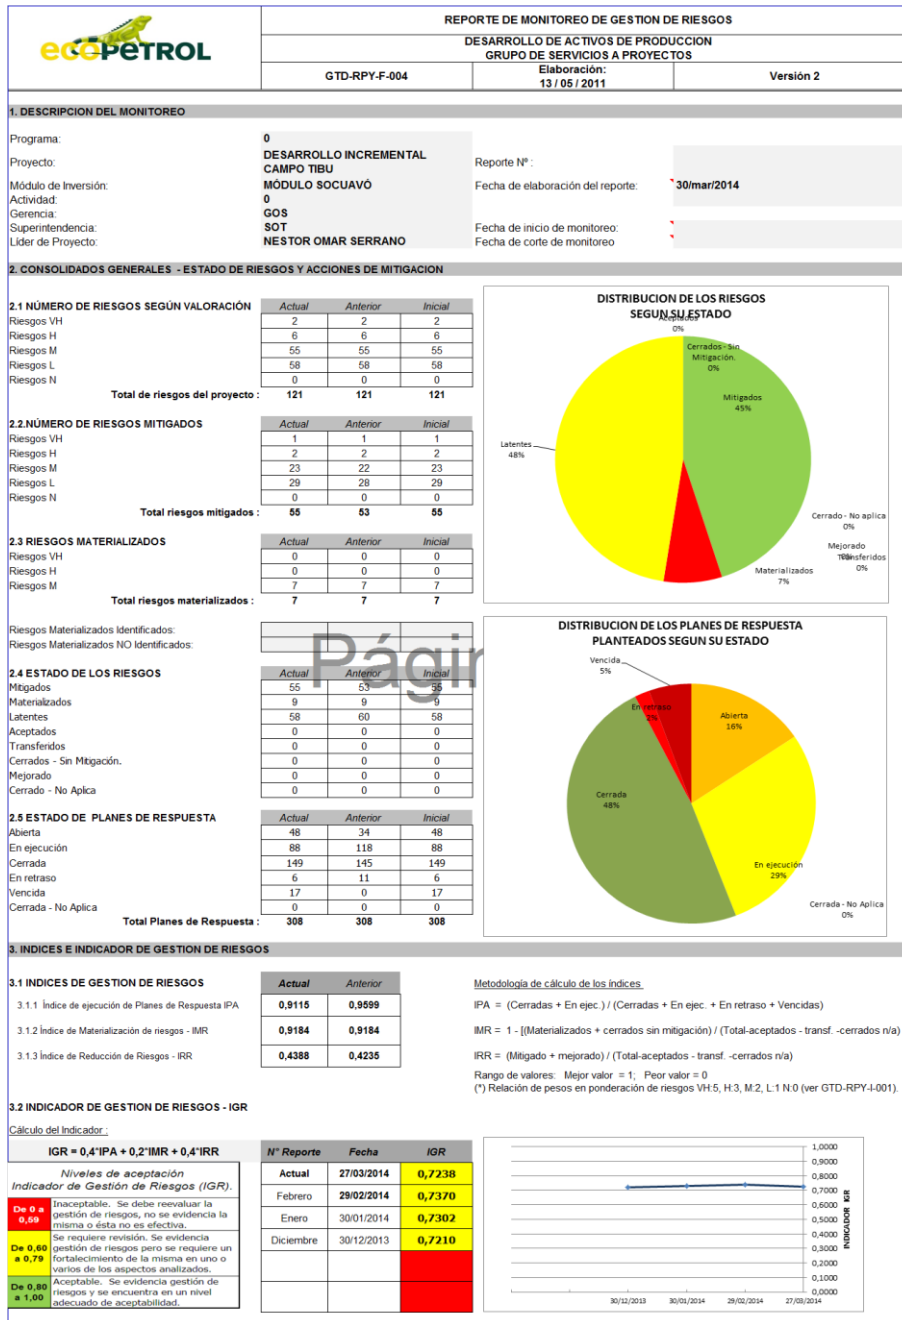 ecopetrol
REPORTE DE MONITOREO DE GESTION DE RIESGOS
DESARROLLO DE ACTIVOS DE PRODUCCION
GRUPO DE SERVICIOS A PROYECTOS
GTD-RPY-F-004
Elaboración:
13 / 05 / 2011
Versión 2
1. DESCRIPCION DEL MONITOREO
Programa: 0
Proyecto: DESARROLLO INCREMENTAL
CAMPO TIBU
Reporte Nº :
Módulo de Inversión: MÓDULO SOCUAVÓ
Fecha de elaboración del reporte: 30/mar/2014
Actividad: 0
Gerencia: GOS
Superintendencia: SOT
Fecha de inicio de monitoreo:
Líder de Proyecto: NESTOR OMAR SERRANO
Fecha de corte de monitoreo
2. CONSOLIDADOS GENERALES - ESTADO DE RIESGOS Y ACCIONES DE MITIGACION
2.1 NÚMERO DE RIESGOS SEGÚN VALORACIÓN Actual Anterior Inicial
Riesgos VH 2 2 2
Riesgos H 6 6 6
Riesgos M 55 55 55
Riesgos L 58 58 58
Riesgos N 0 0 0
Total de riesgos del proyecto : 121 121 121
2.2.NÚMERO DE RIESGOS MITIGADOS Actual Anterior Inicial
Riesgos VH 1 1 1
Riesgos H 2 2 2
Riesgos M 23 22 23
Riesgos L 29 28 29
Riesgos N 0 0 0
Total riesgos mitigados : 55 53 55
2.3 RIESGOS MATERIALIZADOS Actual Anterior Inicial
Riesgos VH 0 0 0
Riesgos H 0 0 0
Riesgos M 7 7 7
Total riesgos materializados : 7 7 7
Riesgos Materializados Identificados:
Riesgos Materializados NO Identificados:
Págin
2.4 ESTADO DE LOS RIESGOS Actual Anterior Inicial
Mitigados 55 53 55
Materializados 9 9 9
Latentes 58 60 58
Aceptados 0 0 0
Transferidos 0 0 0
Cerrados - Sin Mitigación. 0 0 0
Mejorado 0 0 0
Cerrado - No Aplica 0 0 0
2.5 ESTADO DE PLANES DE RESPUESTA Actual Anterior Inicial
Abierta 48 34 48
En ejecución 88 118 88
Cerrada 149 145 149
En retraso 6 11 6
Vencida 17 0 17
Cerrada - No Aplica 0 0 0
Total Planes de Respuesta : 308 308 308
DISTRIBUCION DE LOS RIESGOS
SEGUN SU ESTADO
Aceptados
0%
Cerrados - Sin
Mitigación.
0%
Mitigados
45%
Latentes
48%
Cerrado - No aplica
0%
Mejorado
Transferidos
0%
Materializados
7%
DISTRIBUCION DE LOS PLANES DE RESPUESTA
PLANTEADOS SEGUN SU ESTADO
Vencida
5%
En retraso
2%
Abierta
16%
Cerrada
48%
En ejecución
29%
Cerrada - No Aplica
0%
3. INDICES E INDICADOR DE GESTION DE RIESGOS
3.1 INDICES DE GESTION DE RIESGOS Actual Anterior
3.1.1 Índice de ejecución de Planes de Respuesta IPA 0,9115 0,9599
3.1.2 Índice de Materialización de riesgos - IMR 0,9184 0,9184
3.1.3 Índice de Reducción de Riesgos - IRR 0,4388 0,4235
Metodología de cálculo de los índices
IPA = (Cerradas + En ejec.) / (Cerradas + En ejec. + En retraso + Vencidas)
IMR = 1 - [(Materializados + cerrados sin mitigación) / (Total-aceptados - transf. -cerrados n/a)
IRR = (Mitigado + mejorado) / (Total-aceptados - transf. -cerrados n/a)
Rango de valores: Mejor valor = 1; Peor valor = 0
(*) Relación de pesos en ponderación de riesgos VH:5, H:3, M:2, L:1 N:0 (ver GTD-RPY-I-001).
3.2 INDICADOR DE GESTION DE RIESGOS - IGR
Cálculo del Indicador :
IGR = 0,4*IPA + 0,2*IMR + 0,4*IRR
Niveles de aceptación
Indicador de Gestión de Riesgos (IGR).
De 0 a
0,59
Inaceptable. Se debe reevaluar la
gestión de riesgos, no se evidencia la
misma o ésta no es efectiva.
De 0,60
a 0,79
Se requiere revisión. Se evidencia
gestión de riesgos pero se requiere un
fortalecimiento de la misma en uno o
varios de los aspectos analizados.
De 0,80
a 1,00
Aceptable. Se evidencia gestión de
riesgos y se encuentra en un nivel
adecuado de aceptabilidad.
N° Reporte Fecha IGR
Actual 27/03/2014 0,7238
Febrero 29/02/2014 0,7370
Enero 30/01/2014 0,7302
Diciembre 30/12/2013 0,7210
1,0000
0,9000
0,8000
0,7000
0,6000
0,5000
0,4000
0,3000
0,2000
0,1000
0,0000
INDICADOR IGR
30/12/2013 30/01/2014 29/02/2014 27/03/2014